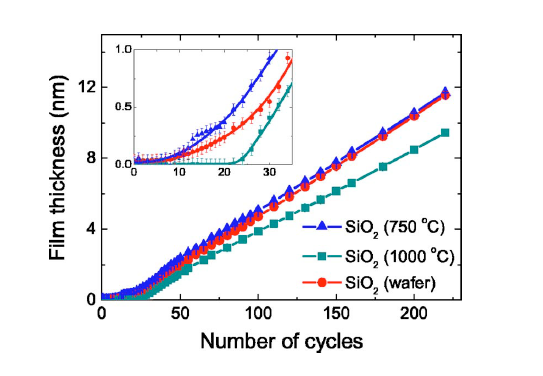 1.0
0.5
0.0
0 10 20 30
12
8
4
0
0 50 100 150 200
Film thickness (nm)
Number of cycles
SiO₂ (750 °C)
SiO₂ (1000 °C)
SiO₂ (wafer)